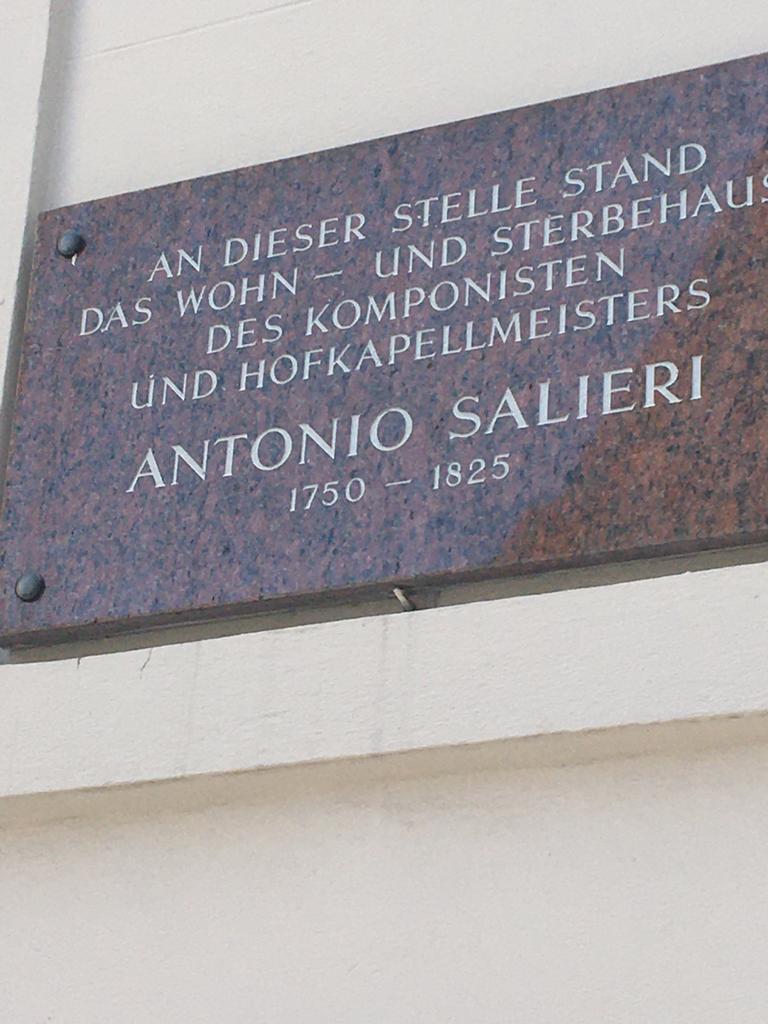 AN DIESER STELLE STAND
DAS WOHN – UND STERBEHAUS
DES KOMPONISTEN
UND HOFKAPELLMEISTERS
ANTONIO SALIERI
1750 – 1825